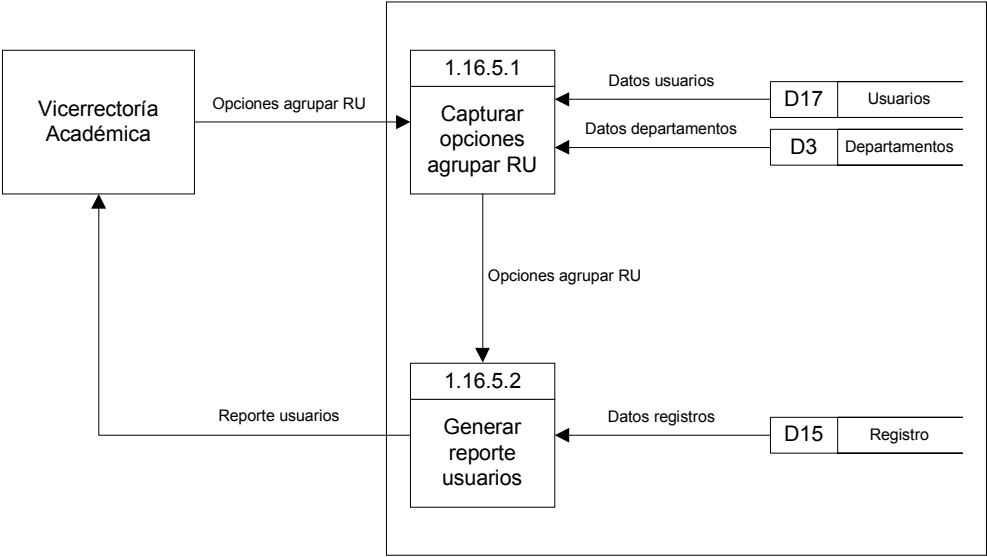 1.16.5.1
Vicerrectoría
Académica
Opciones agrupar RU
Capturar
opciones
agrupar RU
Datos usuarios
D17
Usuarios
Datos departamentos
D3
Departamentos
Opciones agrupar RU
1.16.5.2
Reporte usuarios
Generar
reporte
usuarios
Datos registros
D15
Registro